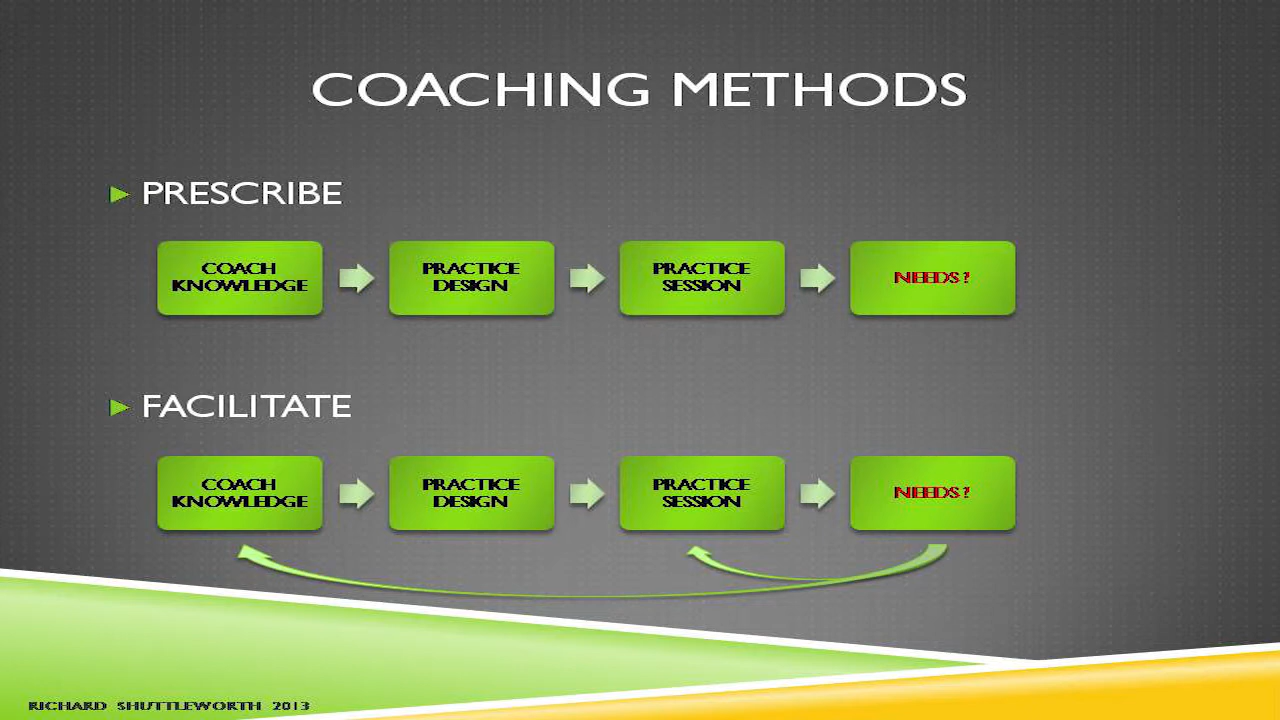 COACHING METHODS
PRESCRIBE
COACH
KNOWLEDGE
PRACTICE
DESIGN
PRACTICE
SESSION
NEEDS?
FACILITATE
COACH
KNOWLEDGE
PRACTICE
DESIGN
PRACTICE
SESSION
NEEDS?
RICHARD SHUTTLEWORTH 2013